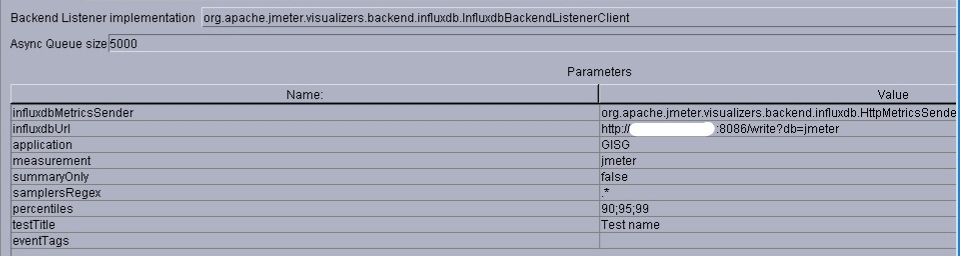 Backend Listener implementation org.apache.jmeter.visualizers.backend.influxdb.InfluxdbBackendListenerClient
Async Queue size 5000
Parameters
Name: Value
influxdbMetricsSender org.apache.jmeter.visualizers.backend.influxdb.HttpMetricsSende
influxdbUrl http:// :8086/write?db=jmeter
application GISG
measurement jmeter
summaryOnly false
samplersRegex .*
percentiles 90;95;99
testTitle Test name
eventTags